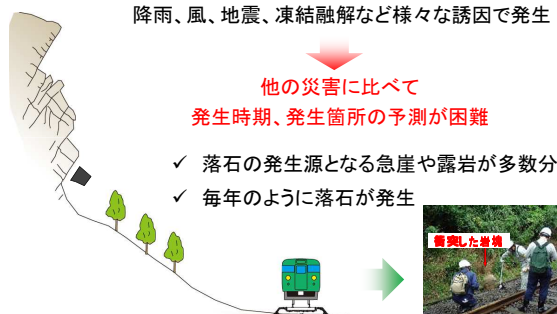 降雨、風、地震、凍結融解など様々な誘因で発生
他の災害に比べて
発生時期、発生箇所の予測が困難
✓ 落石の発生源となる急崖や露岩が多数分
✓ 毎年のように落石が発生
衝突した岩塊